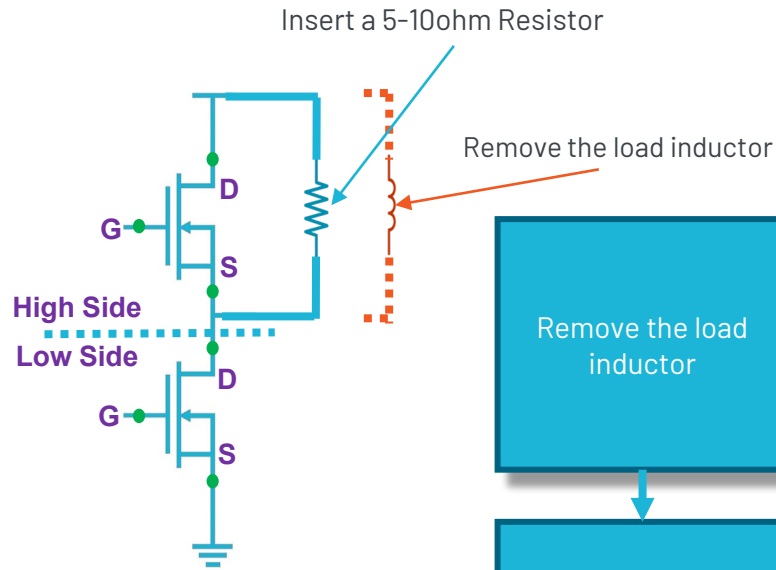 Insert a 5-10ohm Resistor
Remove the load inductor
D
G
S
High Side
Low Side
D
G
S
Remove the load
inductor